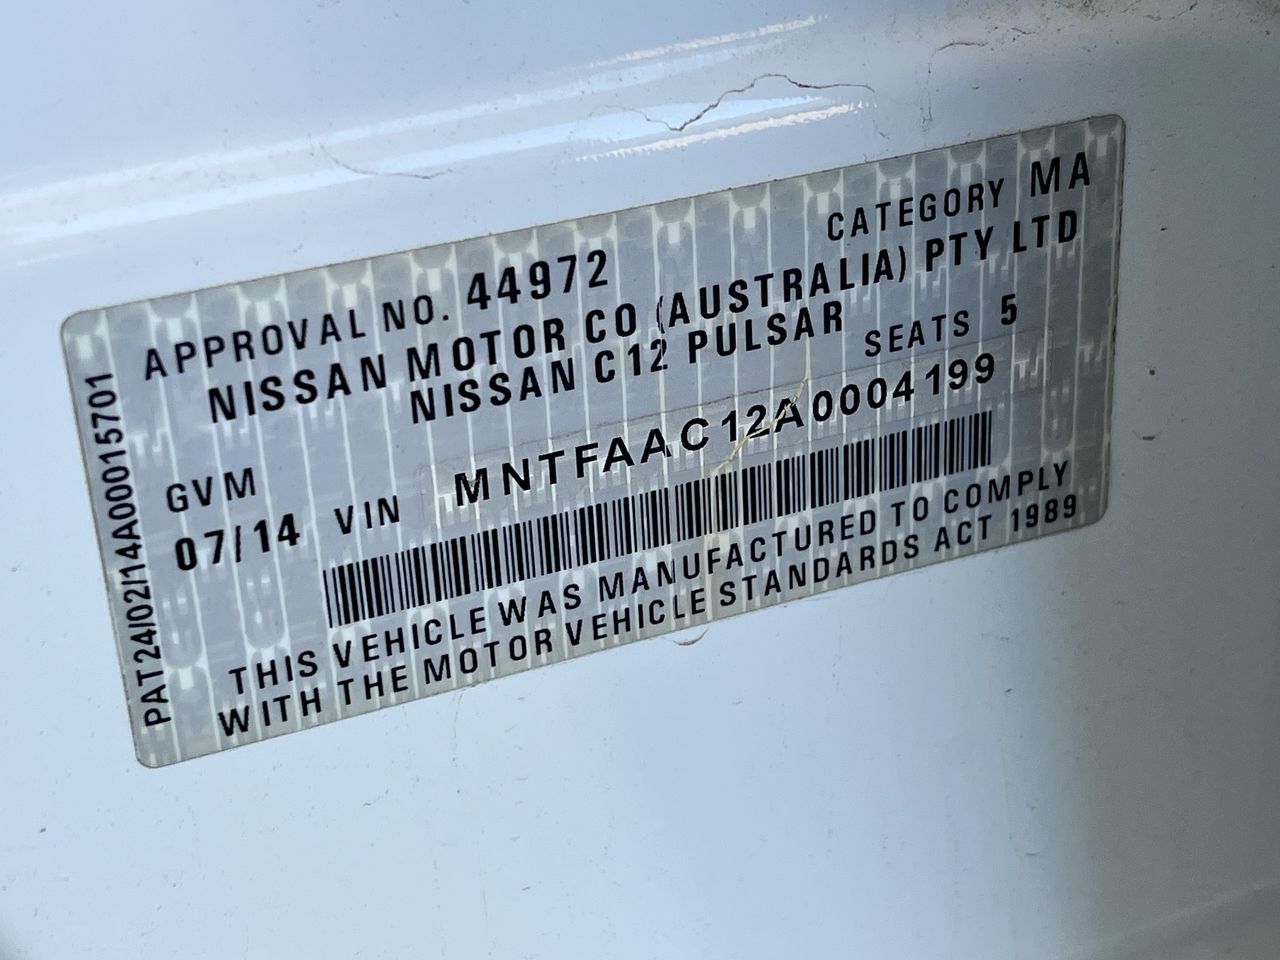 APPROVAL NO. 44972 CATEGORY MA
NISSAN MOTOR CO (AUSTRALIA) PTY LTD
NISSAN C12 PULSAR SEATS 5
GVM
07/14 VIN MNTFAAC12A0004199
THIS VEHICLE WAS MANUFACTURED TO COMPLY
WITH THE MOTOR VEHICLE STANDARDS ACT 1989
PAT24/02/14A00015701